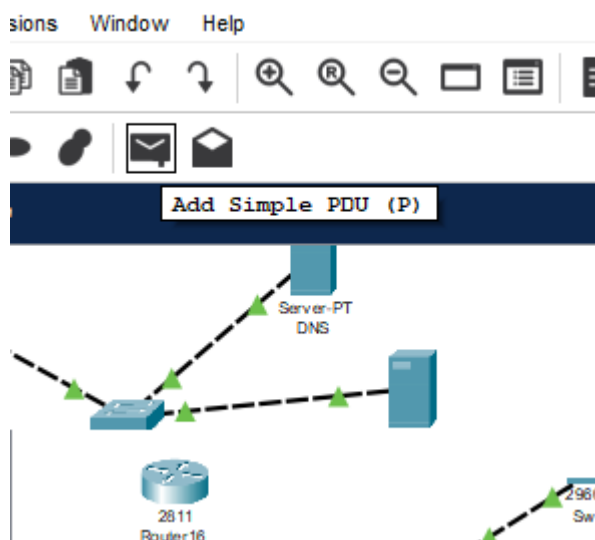 sions Window Help
Add Simple PDU (P)
Server-PT
DNS
2811
Router16
296
Sw